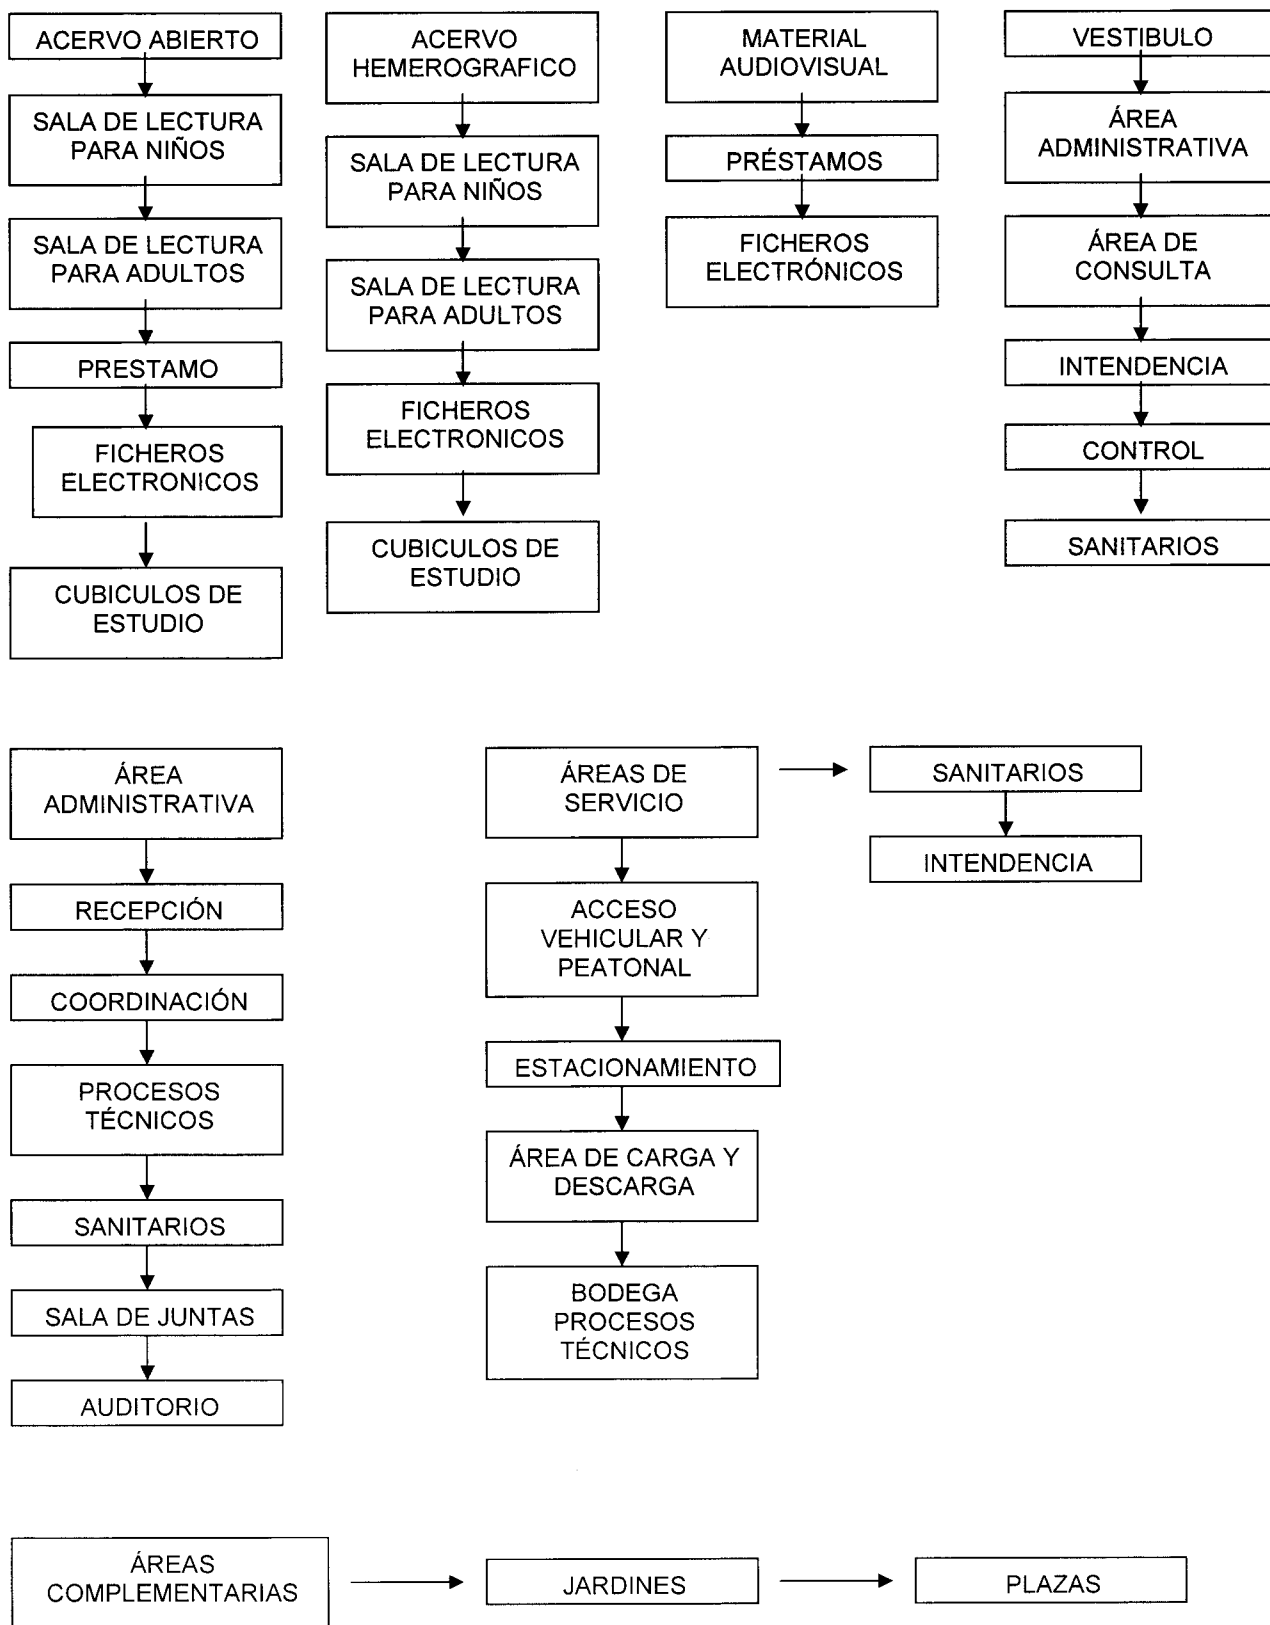 ACERVO ABIERTO
SALA DE LECTURA
PARA NIÑOS
SALA DE LECTURA
PARA ADULTOS
PRESTAMO
FICHEROS
ELECTRONICOS
CUBICULOS DE
ESTUDIO
ACERVO
HEMEROGRAFICO
SALA DE LECTURA
PARA NIÑOS
SALA DE LECTURA
PARA ADULTOS
FICHEROS
ELECTRONICOS
CUBICULOS DE
ESTUDIO
MATERIAL
AUDIOVISUAL
PRÉSTAMOS
FICHEROS
ELECTRÓNICOS
VESTIBULO
ÁREA
ADMINISTRATIVA
ÁREA DE
CONSULTA
INTENDENCIA
CONTROL
SANITARIOS
ÁREA
ADMINISTRATIVA
RECEPCIÓN
COORDINACIÓN
PROCESOS
TÉCNICOS
SANITARIOS
SALA DE JUNTAS
AUDITORIO
ÁREAS DE
SERVICIO
ACCESO
VEHICULAR Y
PEATONAL
ESTACIONAMIENTO
ÁREA DE CARGA Y
DESCARGA
BODEGA
PROCESOS
TÉCNICOS
SANITARIOS
INTENDENCIA
ÁREAS
COMPLEMENTARIAS
JARDINES
PLAZAS